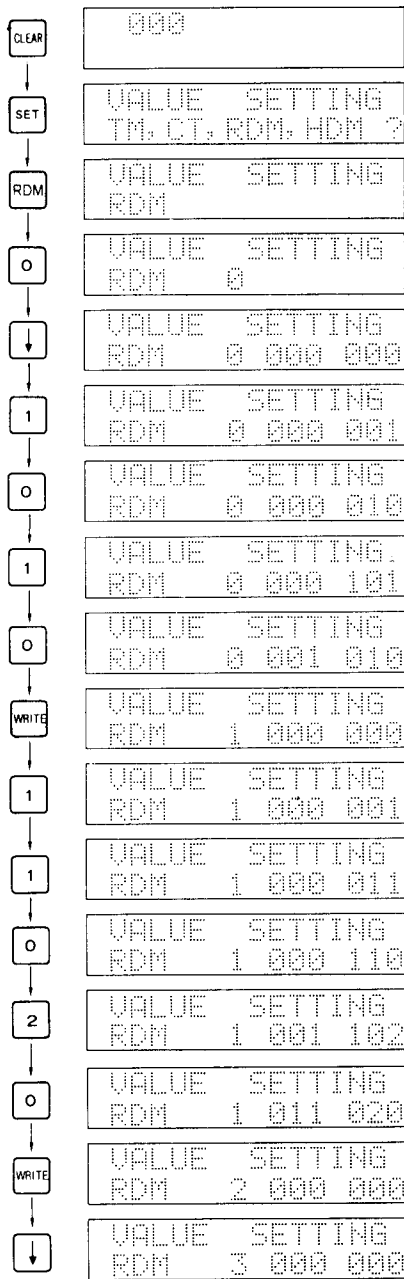 CLEAR
000
SET
VALUE SETTING
TM, CT, RDM, HDM ?
RDM
VALUE SETTING
RDM
0
VALUE SETTING
RDM 0
↓
VALUE SETTING
RDM 0 000 000
1
VALUE SETTING
RDM 0 000 001
0
VALUE SETTING
RDM 0 000 010
1
VALUE SETTING.
RDM 0 000 101
0
VALUE SETTING
RDM 0 001 010
WRITE
VALUE SETTING
RDM 1 000 000
1
VALUE SETTING
RDM 1 000 001
1
VALUE SETTING
RDM 1 000 011
0
VALUE SETTING
RDM 1 000 110
2
VALUE SETTING
RDM 1 001 102
0
VALUE SETTING
RDM 1 011 020
WRITE
VALUE SETTING
RDM 2 000 000
↓
VALUE SETTING
RDM 3 000 000